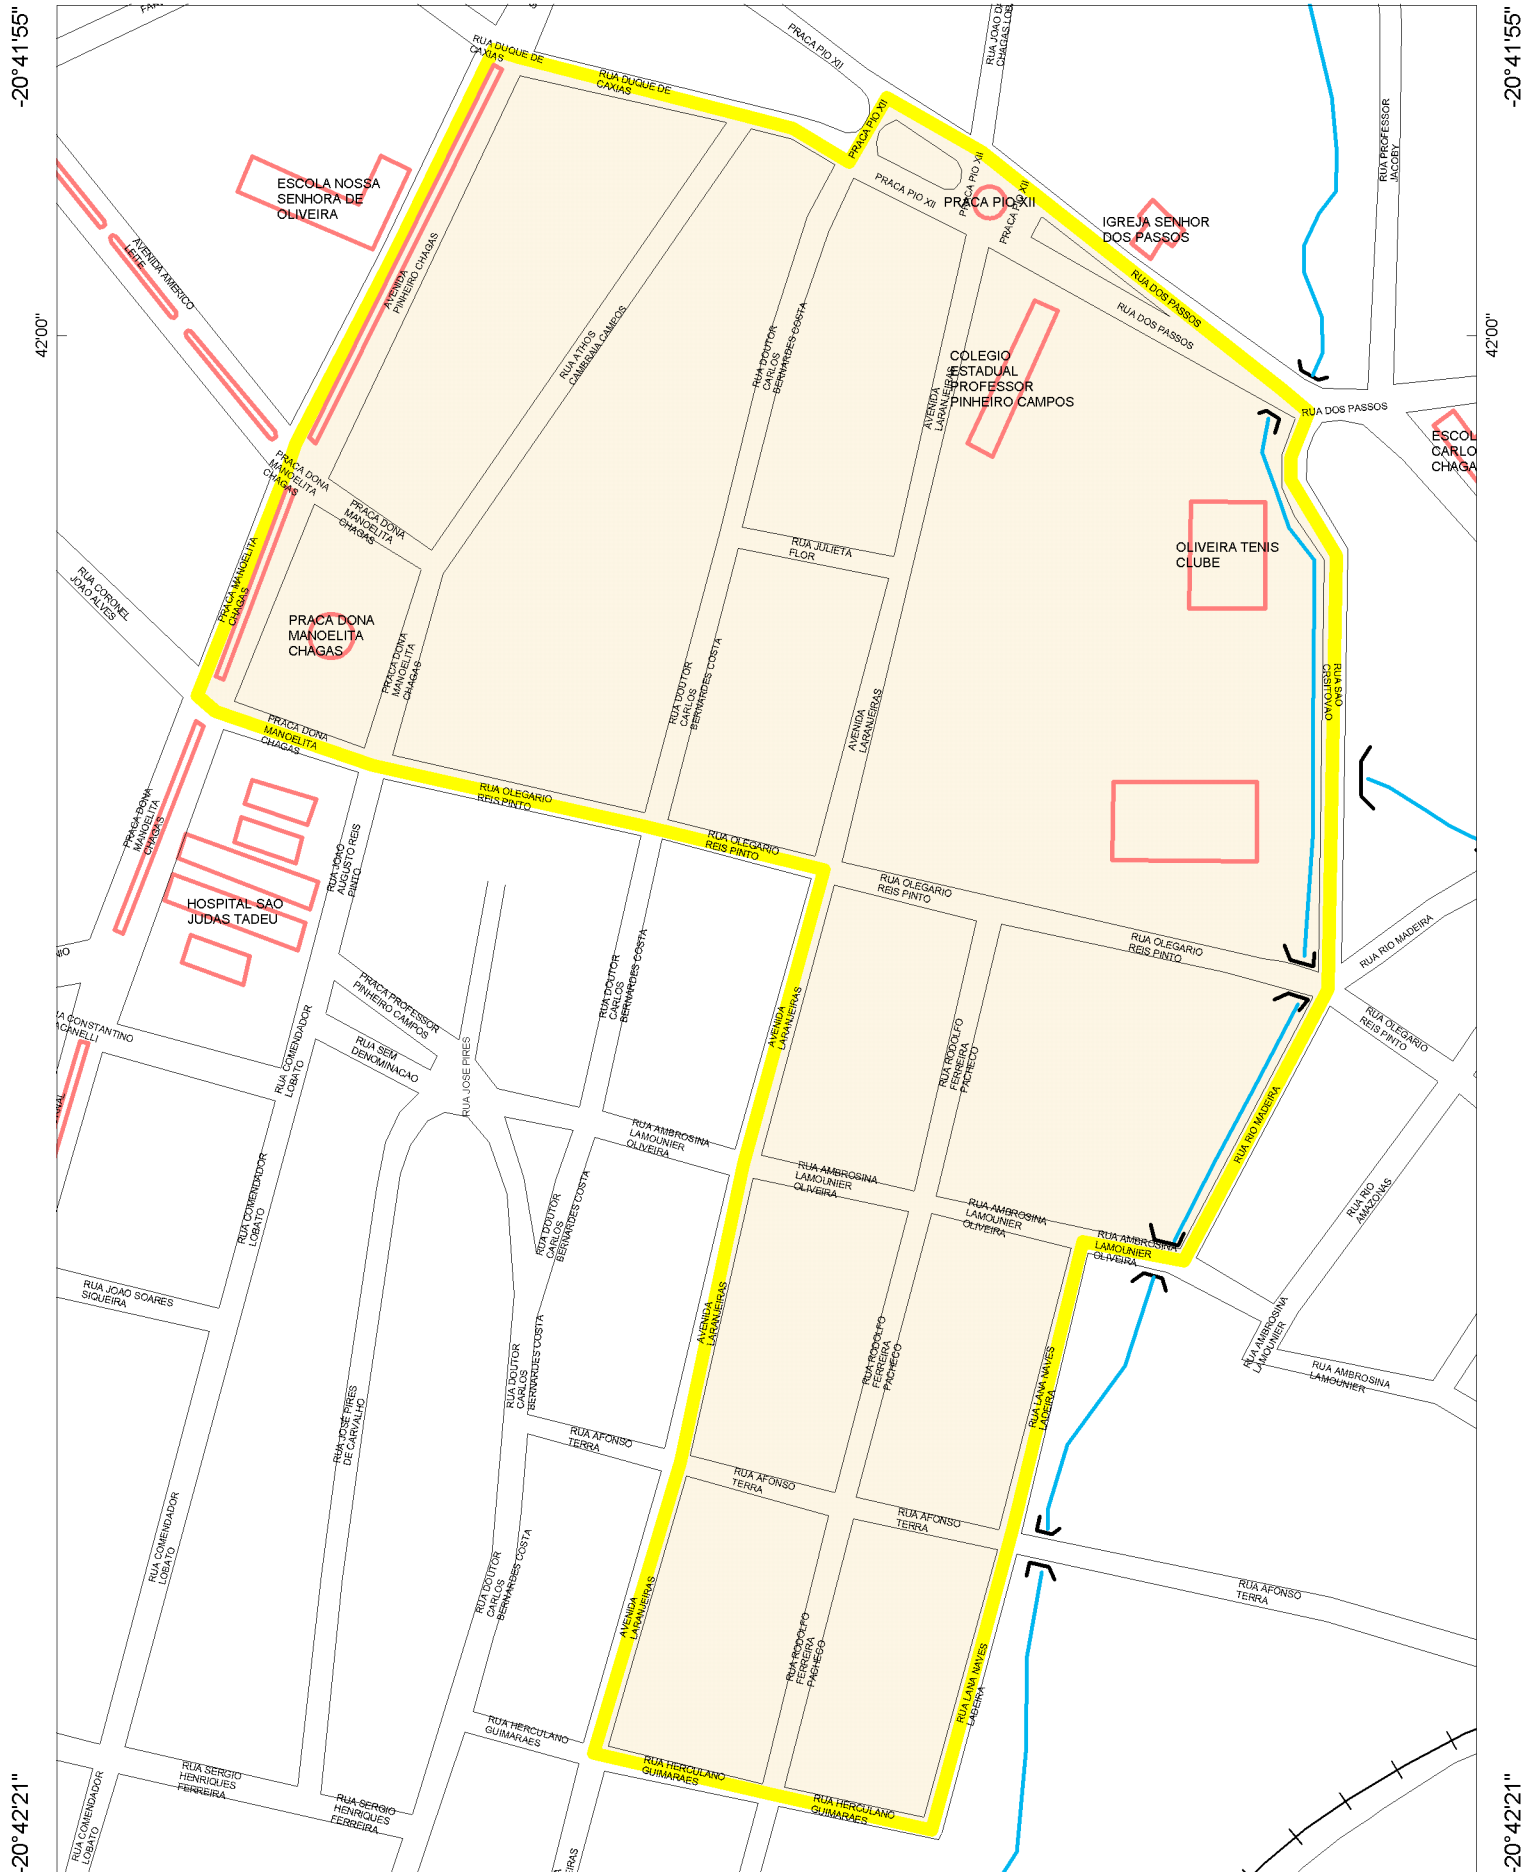 -20°41'55"
-20°41'55"
RUA DUQUE DE
CAXIAS
RUA DUQUE DE
CAXIAS
PRACA PIO XII
RUA JOAO D
CHAGAS LOB
RUA PROFESSOR
JACOBY
PRACA PIO XII
PRACA PIO XII
PRACA PIO XII
PRACA PIO XII
PRACA PIO XII
ESCOLA NOSSA
SENHORA DE
OLIVEIRA
IGREJA SENHOR
DOS PASSOS
AVENIDA AMERICO
LEITE
AVENIDA
PINHEIRO CHAGAS
RUA DOS PASSOS
RUA DOS PASSOS
RUA DOS PASSOS
42'00"
42'00"
RUA ATHOS
CAMBRAIA CAMPOS
RUA DOUTOR
CARLOS
BERNARDES COSTA
AVENIDA
LARANJEIRAS
COLEGIO
ESTADUAL
PROFESSOR
PINHEIRO CAMPOS
ESCOL
CARLO
CHAGA
PRACA DONA
MANOELITA
CHAGAS
PRACA DONA
MANOELITA
CHAGAS
RUA JULIETA
FLOR
OLIVEIRA TENIS
CLUBE
RUA CORONEL
JOAO ALVES
PRACA MANOELITA
CHAGAS
PRACA DONA
MANOELITA
CHAGAS
PRACA DONA
MANOELITA
CHAGAS
RUA DOUTOR
CARLOS
BERNARDES COSTA
AVENIDA
LARANJEIRAS
RUA SAO
CRSITOVAO
PRACA DONA
MANOELITA
CHAGAS
RUA OLEGARIO
REIS PINTO
RUA OLEGARIO
REIS PINTO
RUA OLEGARIO
REIS PINTO
RUA OLEGARIO
REIS PINTO
RUA OLEGARIO
REIS PINTO
PRACA DONA
MANOELITA
CHAGAS
RUA JOAO
AUGUSTO REIS
PINTO
HOSPITAL SAO
JUDAS TADEU
RUA RIO MADEIRA
NIO
PRACA PROFESSOR
PINHEIRO CAMPOS
RUA DOUTOR
CARLOS
BERNARDES COSTA
AVENIDA
LARANJEIRAS
UA CONSTANTINO
ACANELLI
RUA SEM
DENOMINACAO
RUA COMENDADOR
LOBATO
RUA JOSE PIRES
RUA RODOLFO
FERREIRA
PACHECO
RUA RIO MADEIRA
RUA AMBROSINA
LAMOUNIER
OLIVEIRA
RUA AMBROSINA
LAMOUNIER
OLIVEIRA
RUA AMBROSINA
LAMOUNIER
OLIVEIRA
RUA AMBROSINA
LAMOUNIER
OLIVEIRA
RUA RIO
AMAZONAS
RUA COMENDADOR
LOBATO
RUA DOUTOR
CARLOS
BERNARDES COSTA
RUA JOAO SOARES
SIQUEIRA
AVENIDA
LARANJEIRAS
RUA RODOLFO
FERREIRA
PACHECO
RUA AMBROSINA
LAMOUNIER
RUA AMBROSINA
LAMOUNIER
RUA DOUTOR
CARLOS
BERNARDES COSTA
RUA LANA NAVES
LADEIRA
RUA JOSE PIRES
DE CARVALHO
RUA AFONSO
TERRA
RUA AFONSO
TERRA
RUA AFONSO
TERRA
RUA AFONSO
TERRA
RUA COMENDADOR
LOBATO
RUA DOUTOR
CARLOS
BERNARDES COSTA
AVENIDA
LARANJEIRAS
RUA RODOLFO
FERREIRA
PACHECO
RUA LANA NAVES
LADEIRA
RUA HERCULANO
GUIMARAES
RUA HERCULANO
GUIMARAES
RUA HERCULANO
GUIMARAES
RUA SERGIO
HENRIQUES
FERREIRA
RUA SERGIO
HENRIQUES
FERREIRA
RUA COMENDADOR
LOBATO
-20°42'21"
-20°42'21"